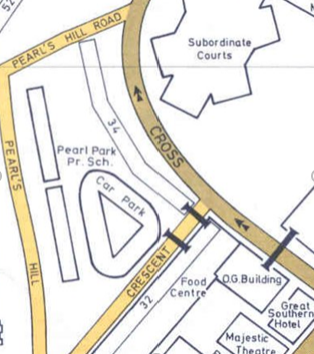 52
PEARL'S HILL ROAD
Subordinate
Courts
34
CROSS
Pearl Park
Pr. Sch.
Car Park
PEARL'S
HILL
CRESCENT
32
Food
Centre
O.G.Building
Great
Southern
Hotel
Majestic
Theatre